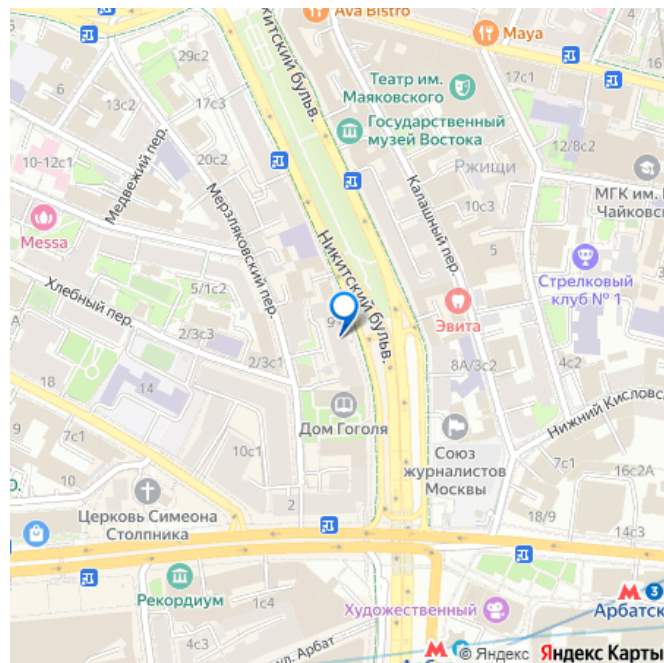 Ava Bistro
Maya
29с2
6
13с2
17с3
20с2
10-12с1
Медвежий пер.
Мерзляковский пер.
Никитский бульв.
Театр им.
Маяковского
Государственный
музей Востока
17с1
16
12/8с2
Ржищи
МГК им.
Чайковс
Калашный пер.
10с3
5
Стрелковый
клуб № 1
Messa
Хлебный пер.
5/1с2
2/3с3
2/3с1
Никитский бульв.
9
Эвита
8А/3с2
4с2
18
14
7с1
10с1
2
Дом Гоголя
Союз
журналистов
Москвы
Нижний Кисловс
7с1
16с2А
18/9
14с3
Церковь Симеона
Столпника
о.
Рекордиум
1с4
4с3
ул. Арбат
Художественный
3
Арбатск
© Яндекс Яндекс Карты